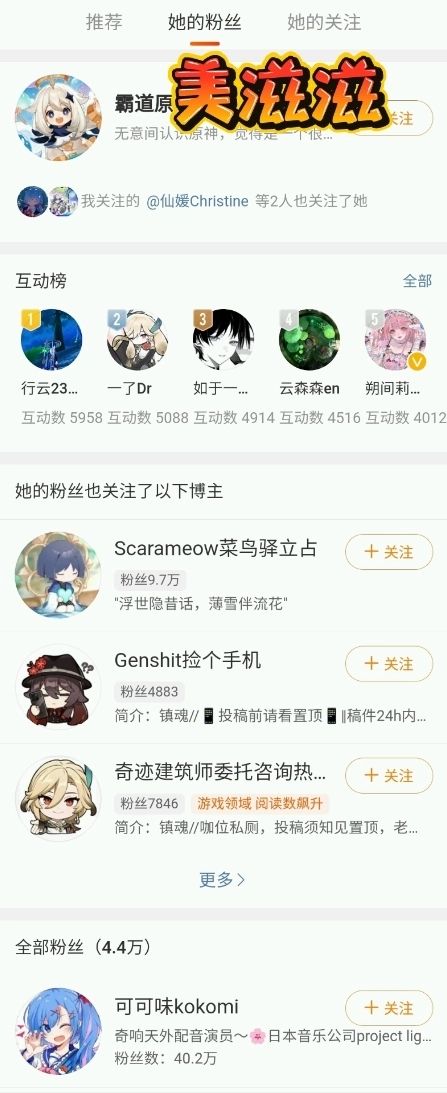 推荐 她的粉丝 她的关注
霸道原
美滋滋
关注
无意间认识原神，觉得是一个很…
我关注的 @仙媛Christine 等2人也关注了她
互动榜 全部
1 2 3 4 5
行云23… 一了Dr 如于一… 云森森en 朔间莉…
互动数 5958 互动数 5088 互动数 4914 互动数 4516 互动数 4012
她的粉丝也关注了以下博主
Scarameow菜鸟驿立占
+ 关注
粉丝9.7万
"浮世隐昔话，薄雪伴流花"
Genshit捡个手机
+ 关注
粉丝4883
简介：镇魂//📱投稿前请看置顶📱||稿件24h内…
奇迹建筑师委托咨询热…
+ 关注
粉丝7846 游戏领域 阅读数飙升
简介：镇魂//咖位私厕，投稿须知见置顶，老…
更多
全部粉丝（4.4万）
可可味kokomi
+ 关注
奇响天外配音演员～🌸日本音乐公司project lig…
粉丝数：40.2万